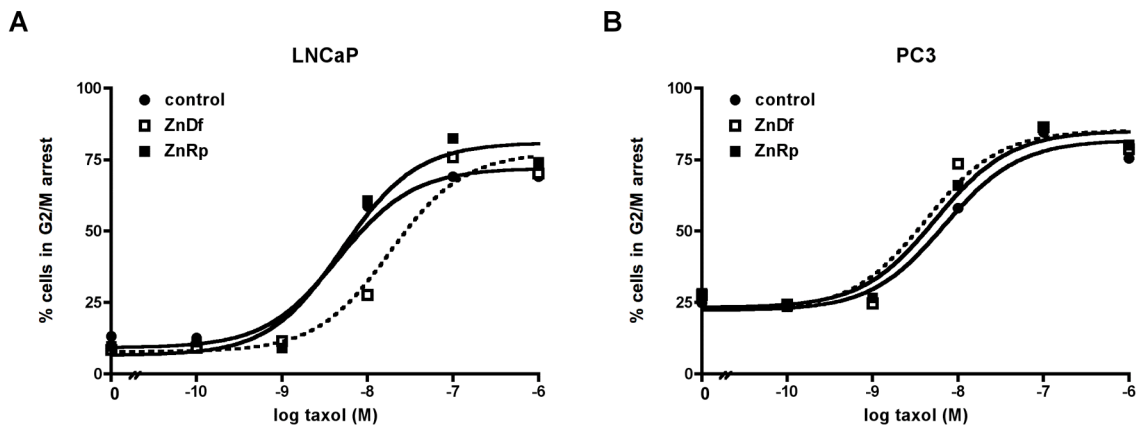 A
LNCaP
100
75
50
25
0
% cells in G2/M arrest
control
ZnDf
ZnRp
0
-10
-9
-8
-7
-6
log taxol (M)
B
PC3
100
75
50
25
0
% cells in G2/M arrest
control
ZnDf
ZnRp
0
-10
-9
-8
-7
-6
log taxol (M)